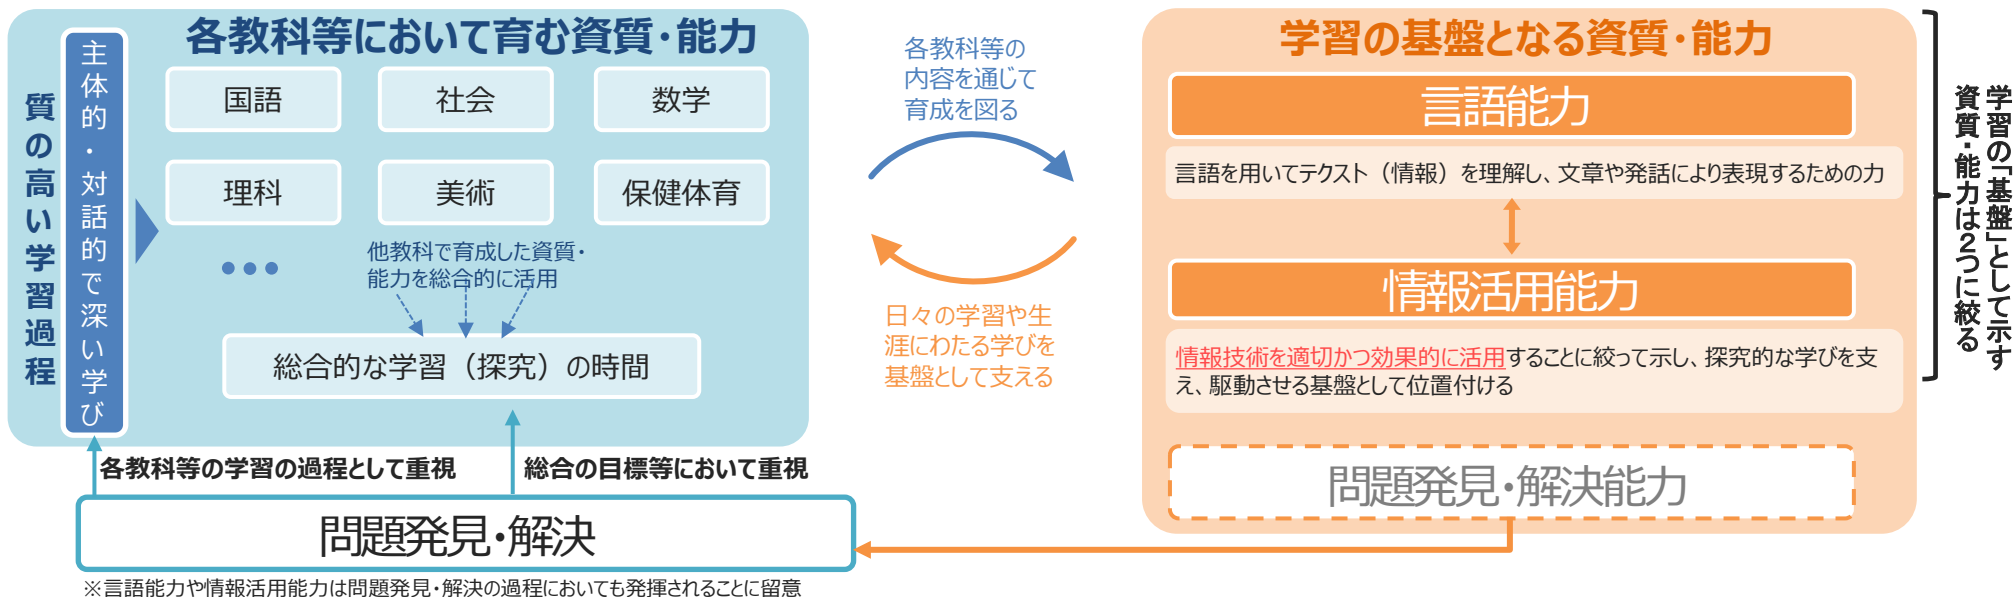 各教科等において育む資質・能力
質の高い学習過程
主体的・対話的で深い学び
国語
社会
数学
理科
美術
保健体育
●●●
他教科で育成した資質・
能力を総合的に活用
総合的な学習（探究）の時間
各教科等の学習の過程として重視
総合の目標等において重視
問題発見・解決
※言語能力や情報活用能力は問題発見・解決の過程においても発揮されることに留意
各教科等の
内容を通じて
育成を図る
日々の学習や生
涯にわたる学びを
基盤として支える
学習の基盤となる資質・能力
言語能力
言語を用いてテクスト（情報）を理解し、文章や発話により表現するための力
情報活用能力
情報技術を適切かつ効果的に活用することに絞って示し、探究的な学びを支
え、駆動させる基盤として位置付ける
問題発見・解決能力
学習の「基盤」として示す
資質・能力は２つに絞る